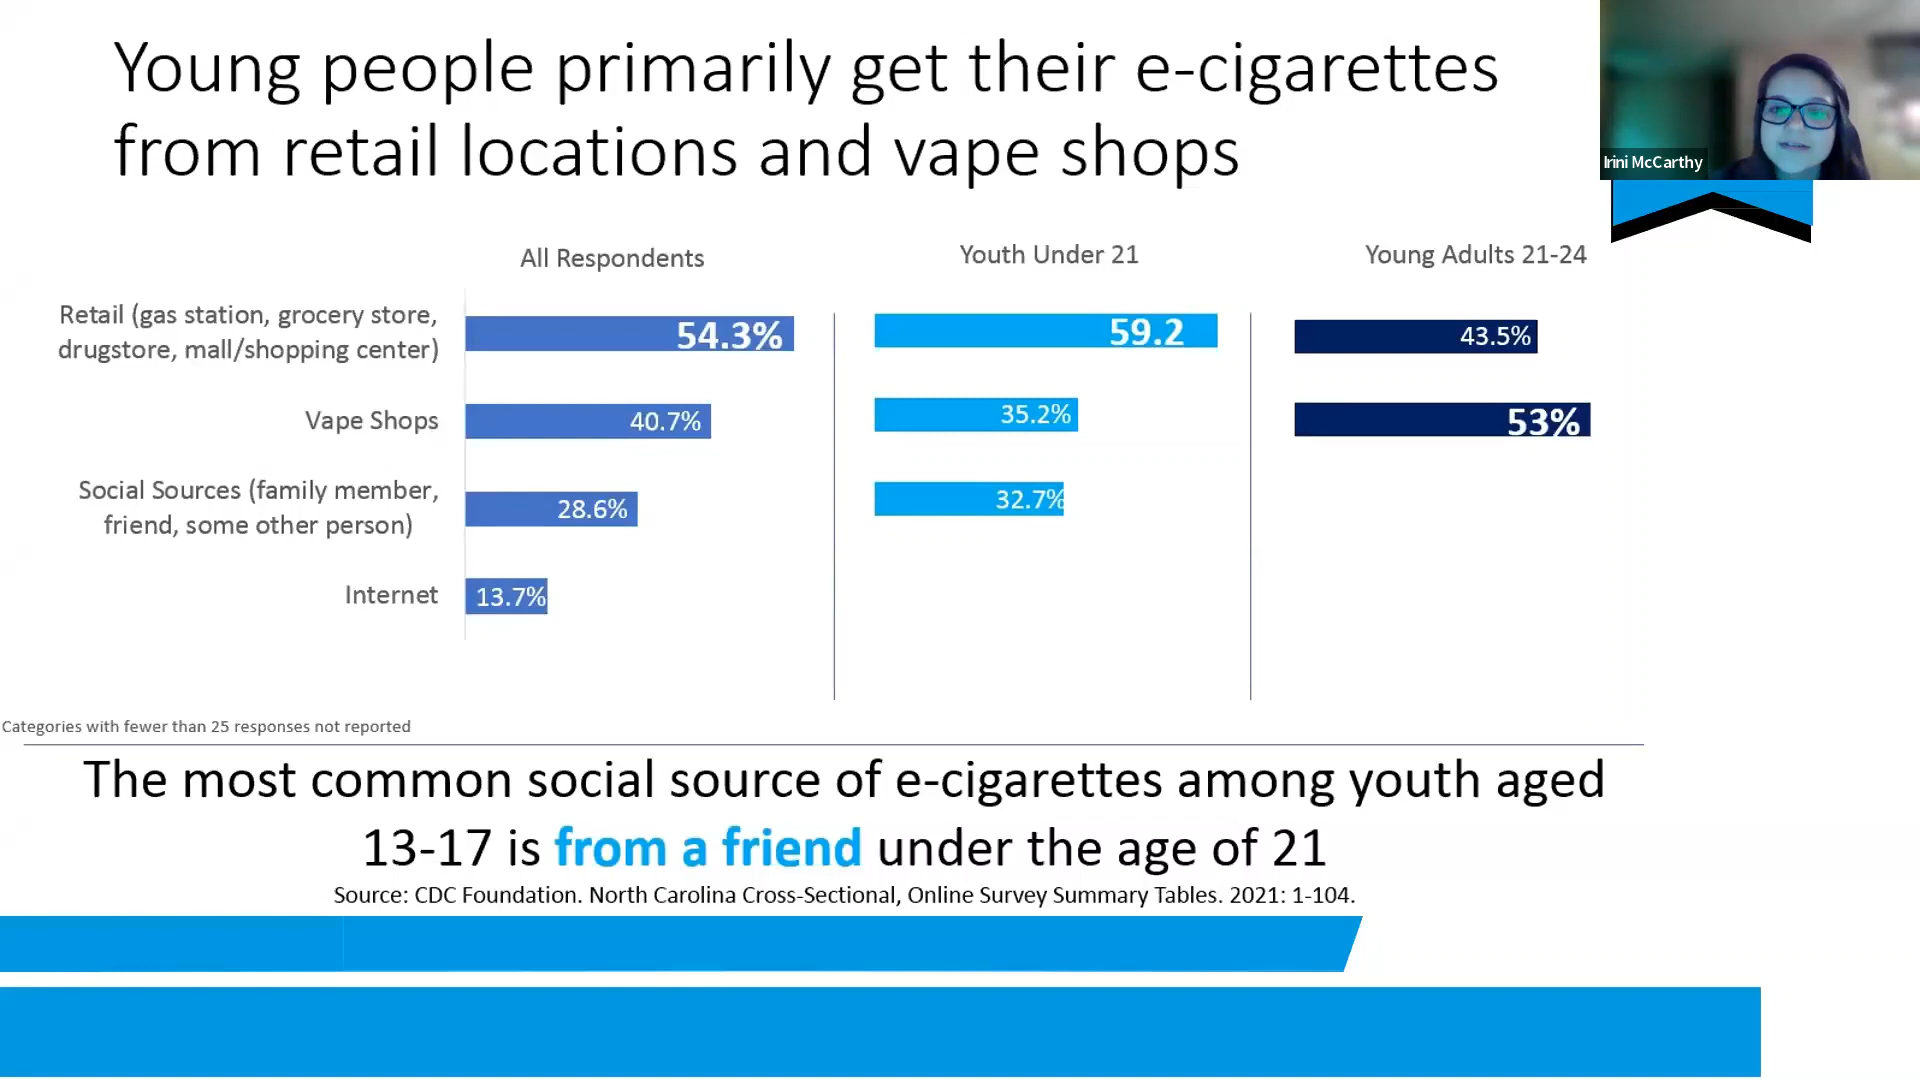 Young people primarily get their e-cigarettes
from retail locations and vape shops
Irini McCarthy
All Respondents
Youth Under 21
Young Adults 21-24
Retail (gas station, grocery store,
drugstore, mall/shopping center)
54.3%
59.2
43.5%
Vape Shops
40.7%
35.2%
53%
Social Sources (family member,
friend, some other person)
28.6%
32.7%
Internet
13.7%
Categories with fewer than 25 responses not reported
The most common social source of e-cigarettes among youth aged
13-17 is from a friend under the age of 21
Source: CDC Foundation. North Carolina Cross-Sectional, Online Survey Summary Tables. 2021: 1-104.